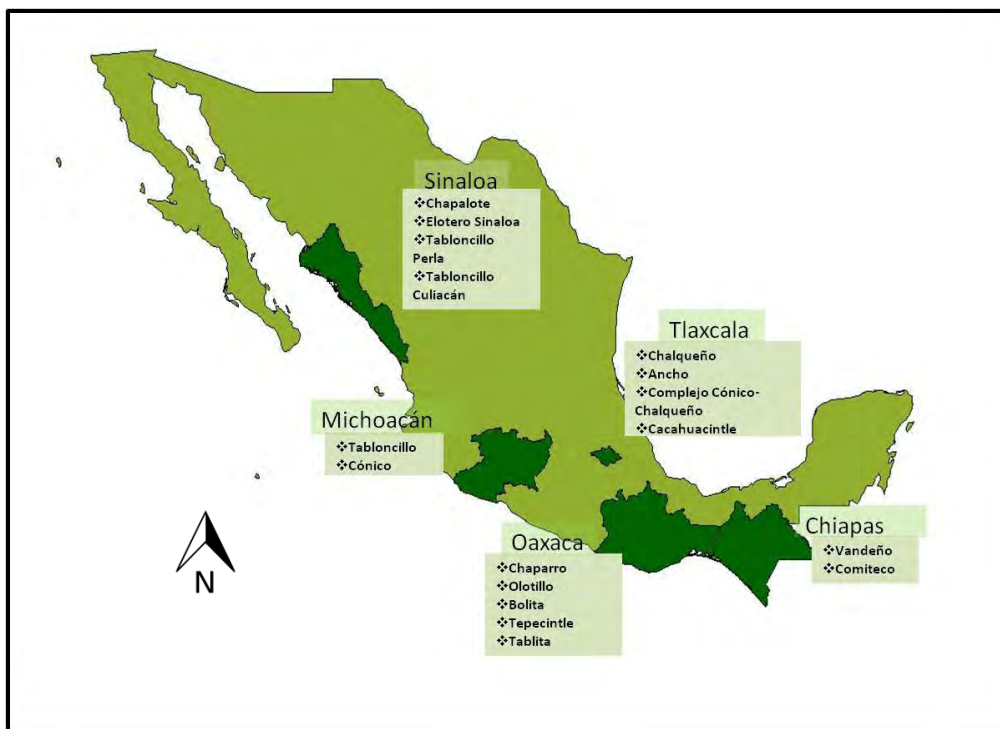 Sinaloa
❖Chapalote
❖Elotero Sinaloa
❖Tabloncillo
Perla
❖Tabloncillo
Culiacán
Tlaxcala
❖Chalqueño
❖Ancho
❖Complejo Cónico-
Chalqueño
❖Cacahuacintle
Michoacán
❖Tabloncillo
❖Cónico
Oaxaca
❖Chaparro
❖Olotillo
❖Bolita
❖Tepecintle
❖Tablita
Chiapas
❖Vandeño
❖Comiteco
N